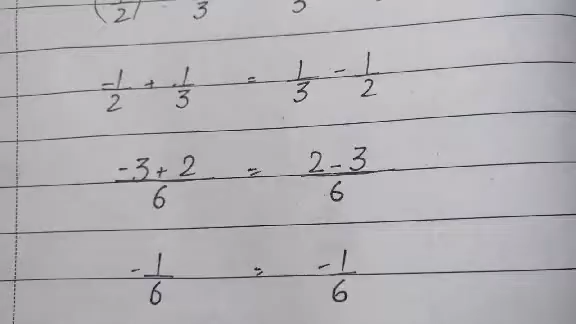 -1/2 + 1/3 = 1/3 - 1/2
-3+2/6 = 2-3/6
-1/6 = -1/6